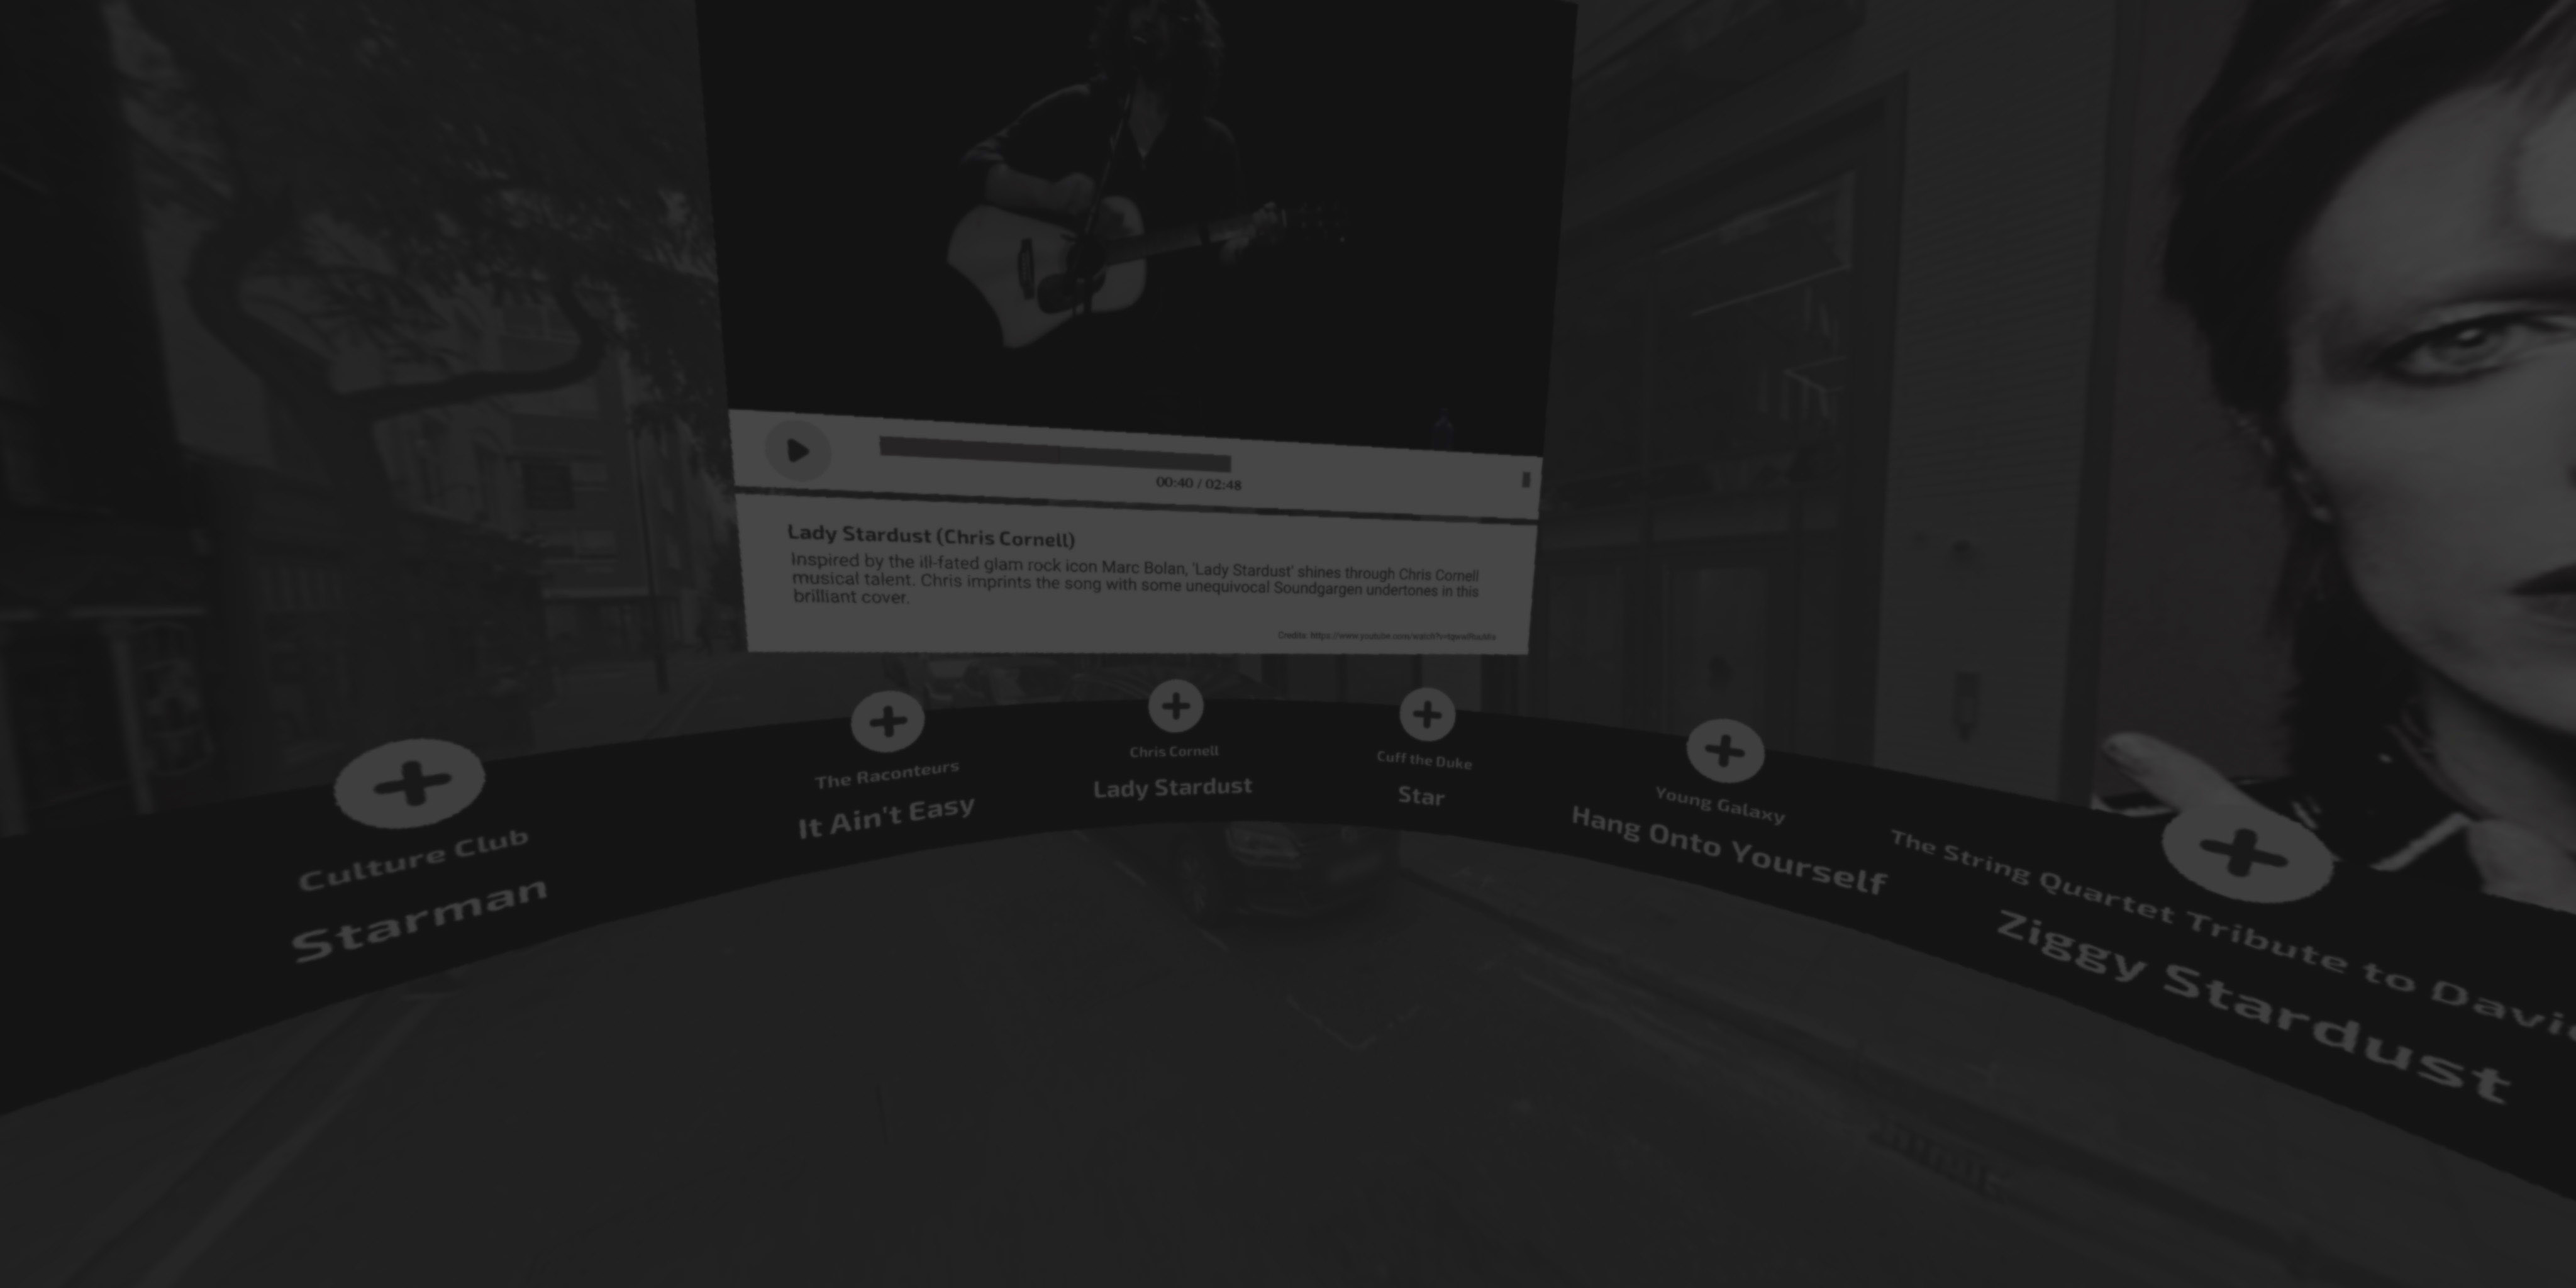 00:40 / 02:48
Lady Stardust (Chris Cornell)
Inspired by the ill-fated glam rock icon Marc Bolan, 'Lady Stardust' shines through Chris Cornell
musical talent. Chris imprints the song with some unequivocal Soundgargen undertones in this
brilliant cover.
Credits: https://www.youtube.com/watch?v=
Culture Club
Starman
The Raconteurs
It Ain't Easy
Chris Cornell
Lady Stardust
Cuff the Duke
Star
Young Galaxy
Hang Onto Yourself
The String Quartet Tribute to Davi
Ziggy Stardust